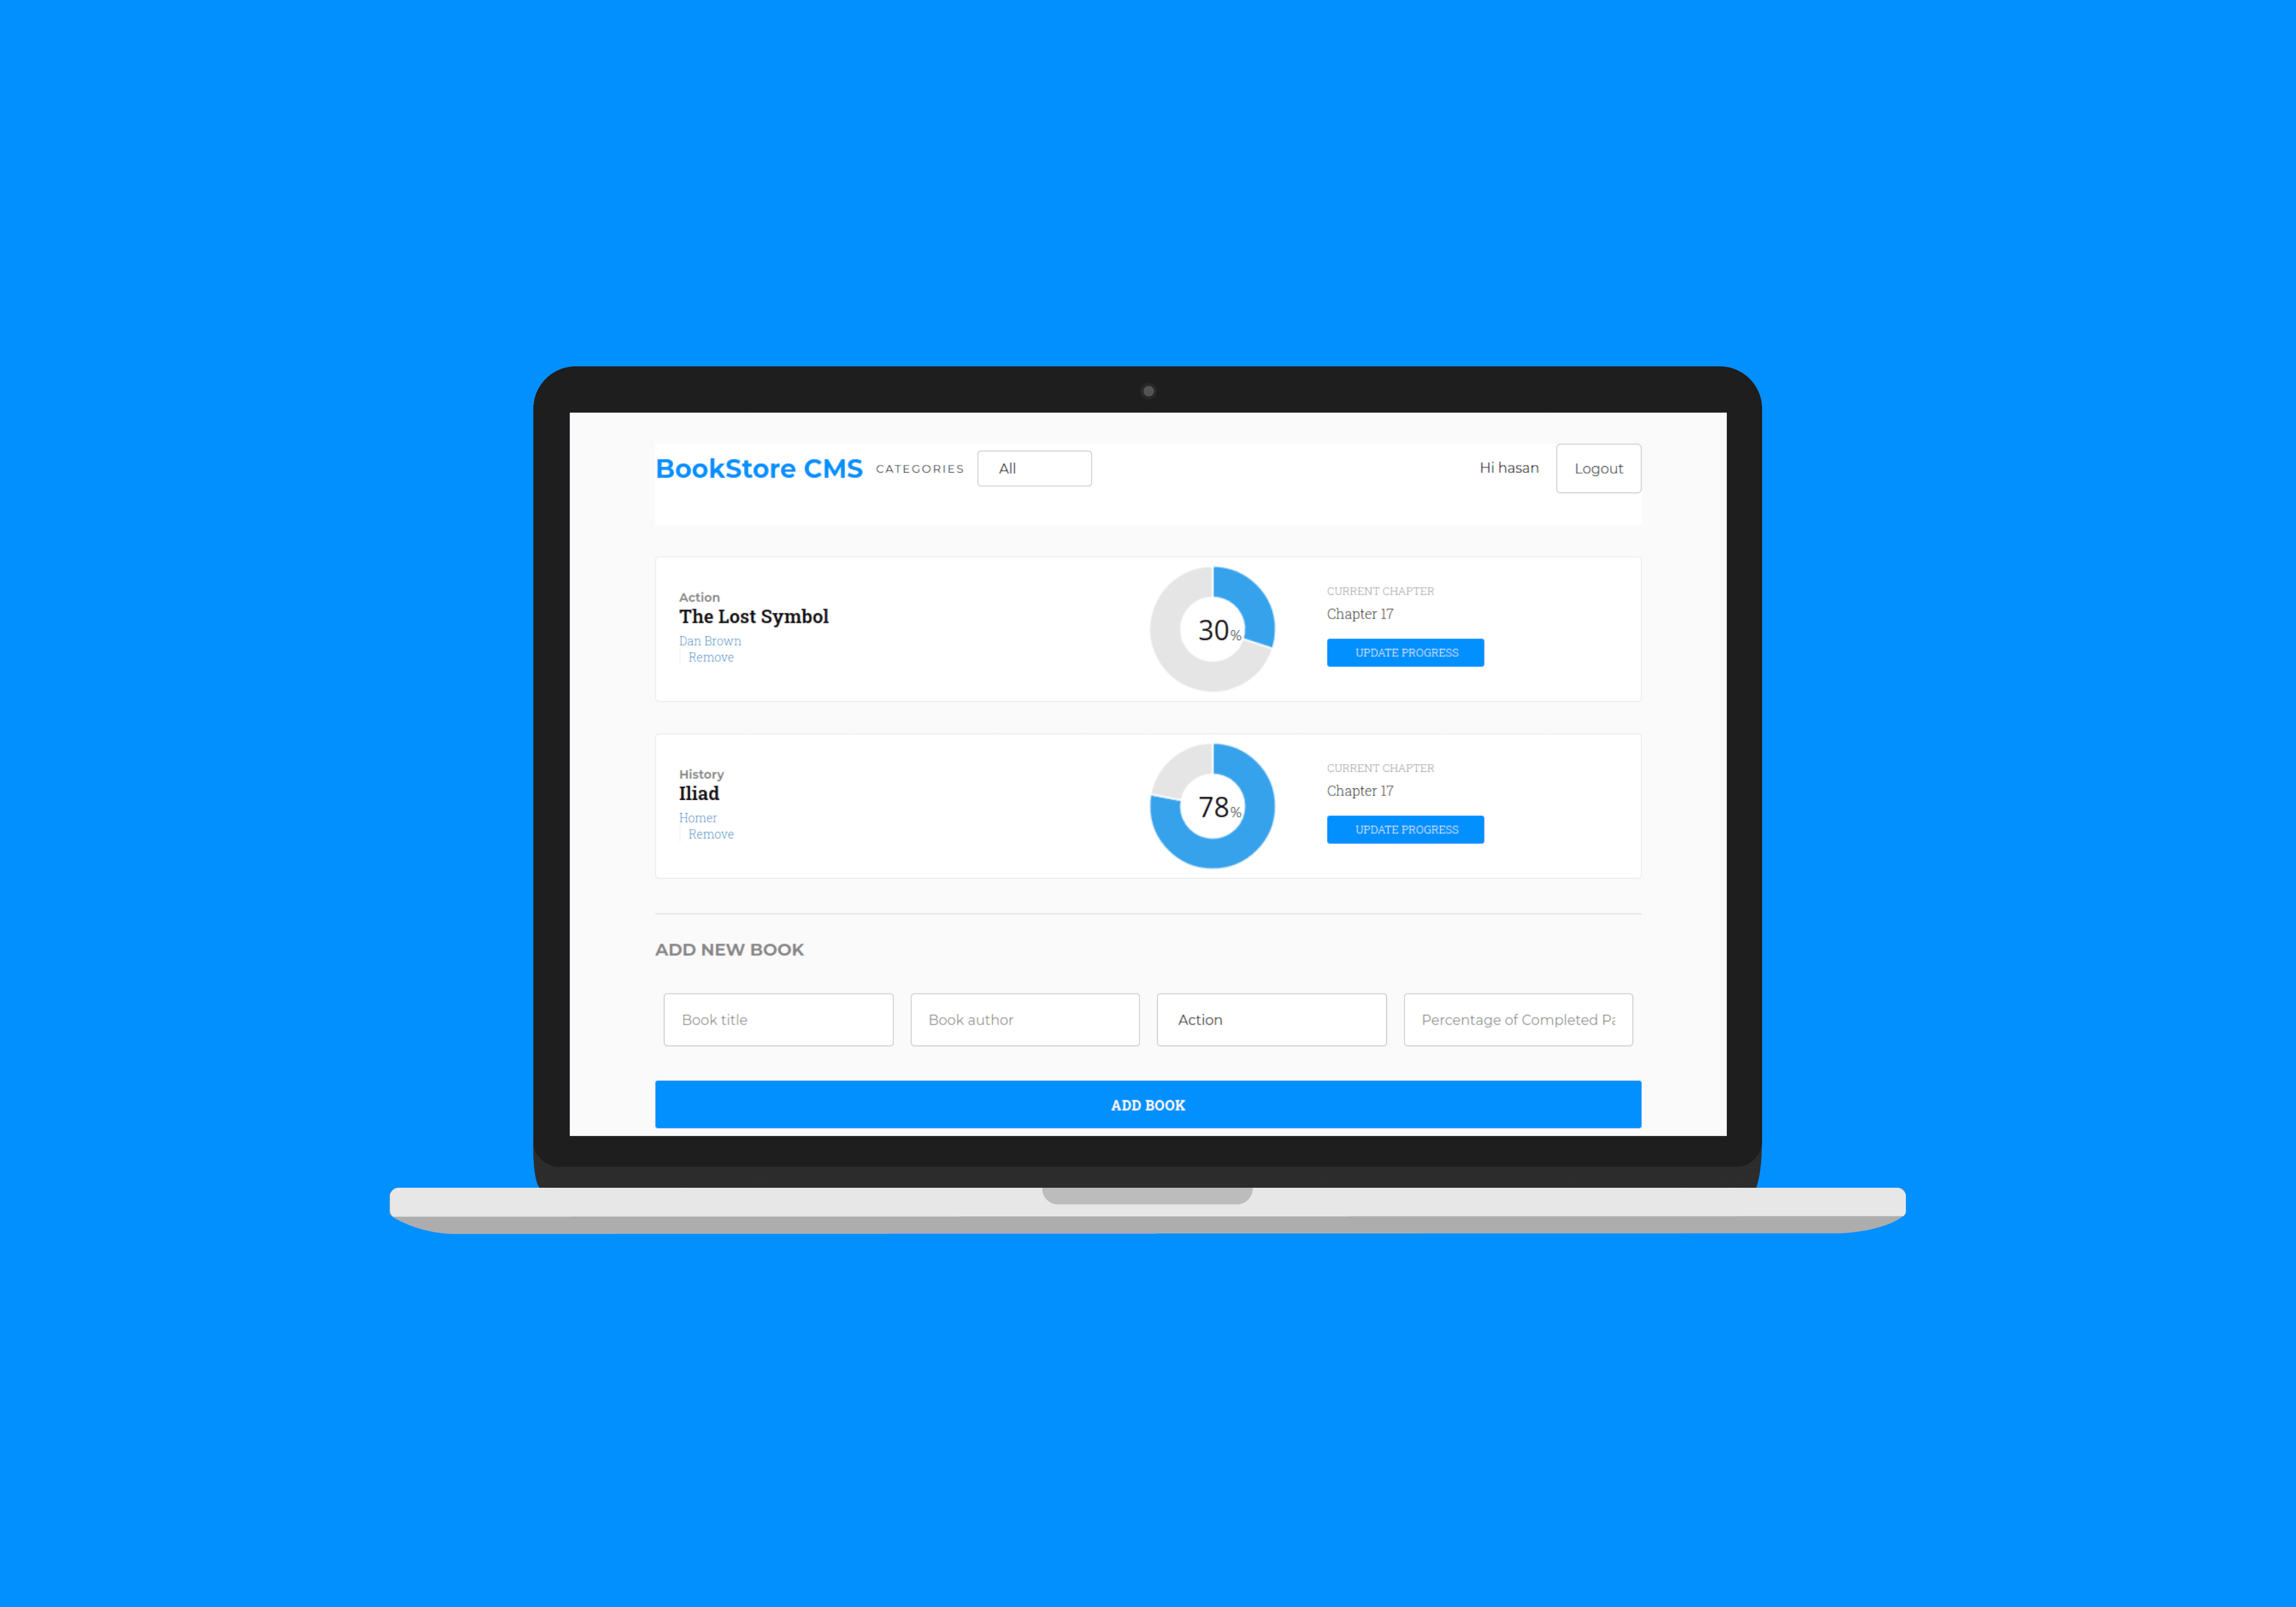 BookStore CMS CATEGORIES All Hi hasan Logout
Action
The Lost Symbol
Dan Brown
Remove
30%
CURRENT CHAPTER
Chapter 17
UPDATE PROGRESS
History
Iliad
Homer
Remove
78%
CURRENT CHAPTER
Chapter 17
UPDATE PROGRESS
ADD NEW BOOK
Book title Book author Action Percentage of Completed Pa
ADD BOOK